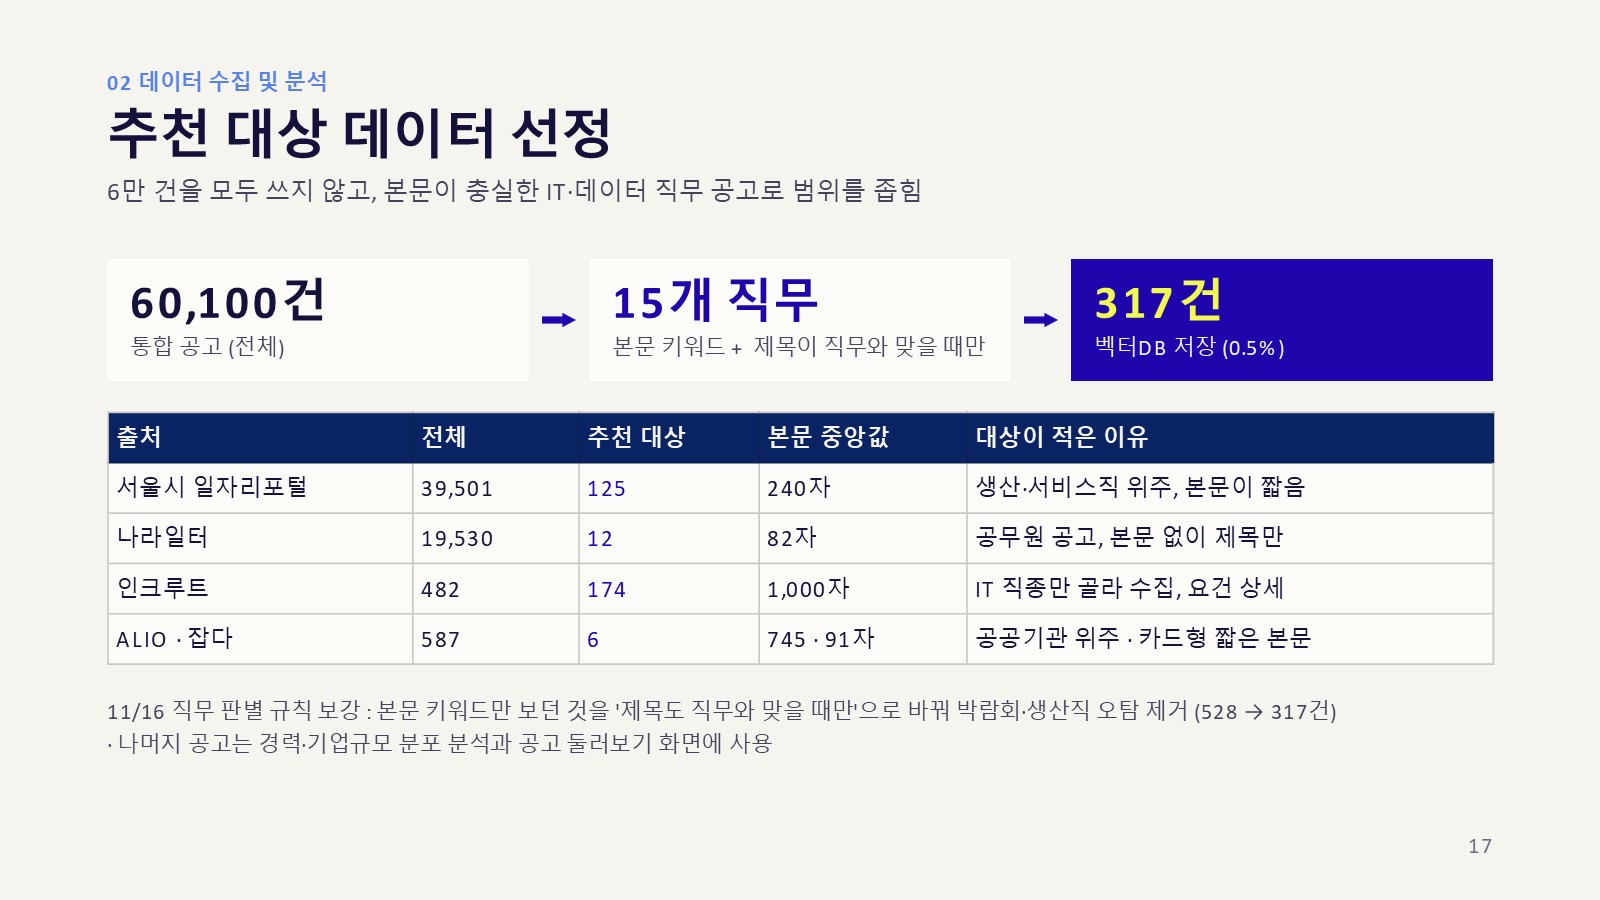 02 데이터 수집 및 분석
추천 대상 데이터 선정
6만 건을 모두 쓰지 않고, 본문이 충실한 IT·데이터 직무 공고로 범위를 좁힘
60,100건
통합 공고 (전체)
15개 직무
본문 키워드 + 제목이 직무와 맞을 때만
317건
벡터DB 저장 (0.5%)
출처 전체 추천 대상 본문 중앙값 대상이 적은 이유
서울시 일자리포털 39,501 125 240자 생산·서비스직 위주, 본문이 짧음
나라일터 19,530 12 82자 공무원 공고, 본문 없이 제목만
인크루트 482 174 1,000자 IT 직종만 골라 수집, 요건 상세
ALIO · 잡다 587 6 745 · 91자 공공기관 위주 · 카드형 짧은 본문
11/16 직무 판별 규칙 보강 : 본문 키워드만 보던 것을 '제목도 직무와 맞을 때만'으로 바꿔 박람회·생산직 오탐 제거 (528 → 317건)
· 나머지 공고는 경력·기업규모 분포 분석과 공고 둘러보기 화면에 사용
17